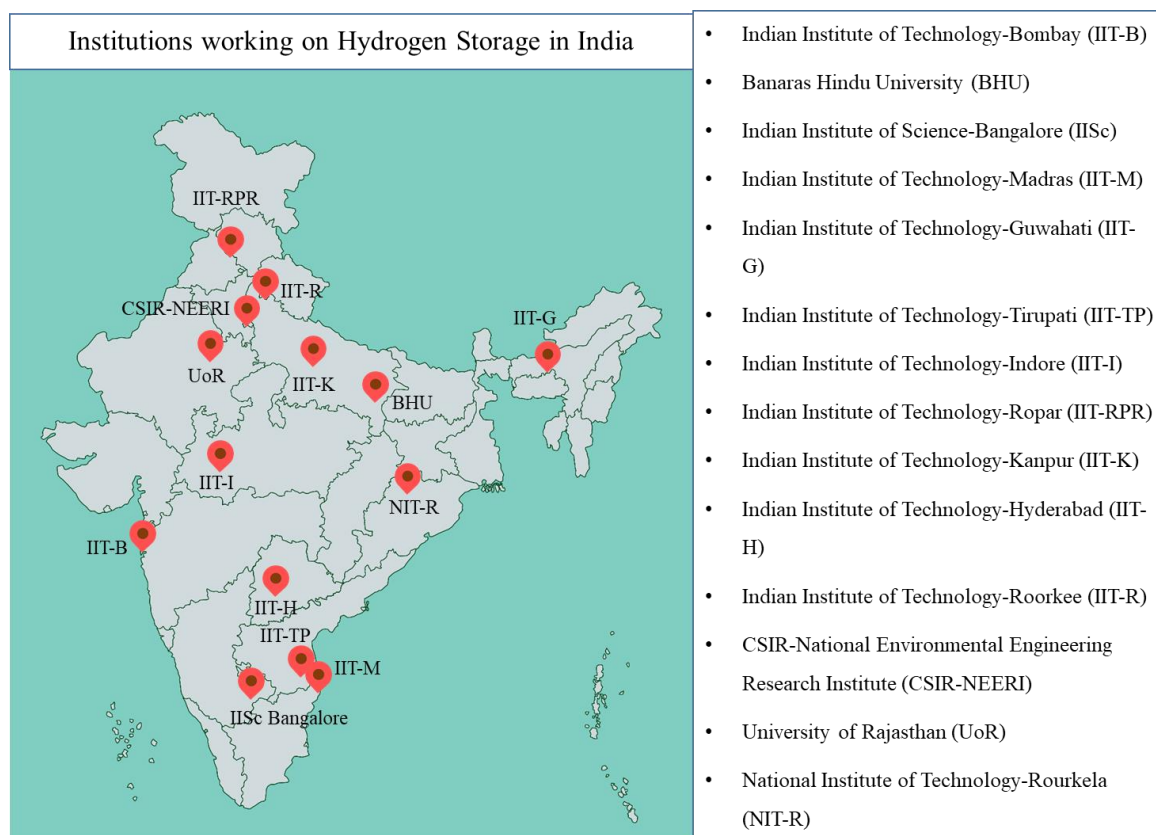 Institutions working on Hydrogen Storage in India
IIT-RPR
IIT-R
CSIR-NEERI
IIT-G
UoR
IIT-K
BHU
IIT-I
NIT-R
IIT-B
IIT-H
IIT-TP
IIT-M
IISc Bangalore
• Indian Institute of Technology-Bombay (IIT-B)
• Banaras Hindu University (BHU)
• Indian Institute of Science-Bangalore (IISc)
• Indian Institute of Technology-Madras (IIT-M)
• Indian Institute of Technology-Guwahati (IIT-
G)
• Indian Institute of Technology-Tirupati (IIT-TP)
• Indian Institute of Technology-Indore (IIT-I)
• Indian Institute of Technology-Ropar (IIT-RPR)
• Indian Institute of Technology-Kanpur (IIT-K)
• Indian Institute of Technology-Hyderabad (IIT-
H)
• Indian Institute of Technology-Roorkee (IIT-R)
• CSIR-National Environmental Engineering
Research Institute (CSIR-NEERI)
• University of Rajasthan (UoR)
• National Institute of Technology-Rourkela
(NIT-R)